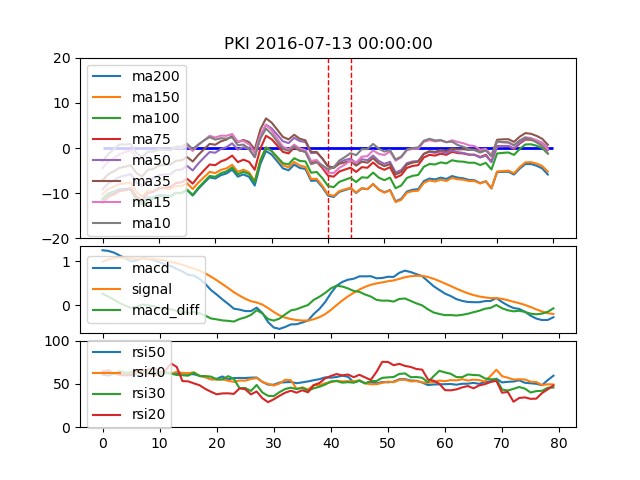 PKI 2016-07-13 00:00:00
20
10
0
−10
−20
ma200
ma150
ma100
ma75
ma50
ma35
ma15
ma10
1
0
macd
signal
macd_diff
100
50
0
rsi50
rsi40
rsi30
rsi20
0 10 20 30 40 50 60 70 80